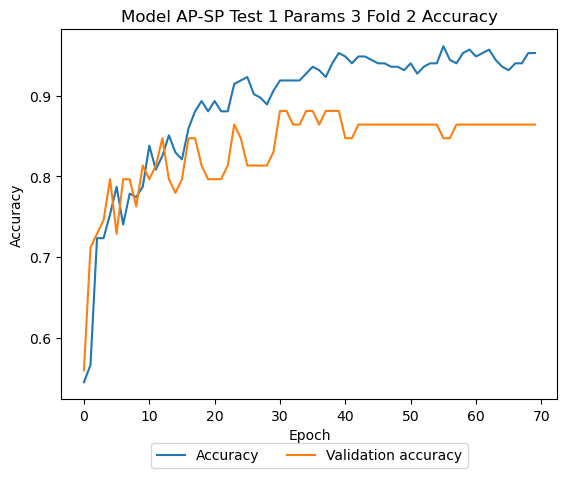 Model AP-SP Test 1 Params 3 Fold 2 Accuracy
Accuracy
0.9
0.8
0.7
0.6
0 10 20 30 40 50 60 70
Epoch
Accuracy Validation accuracy